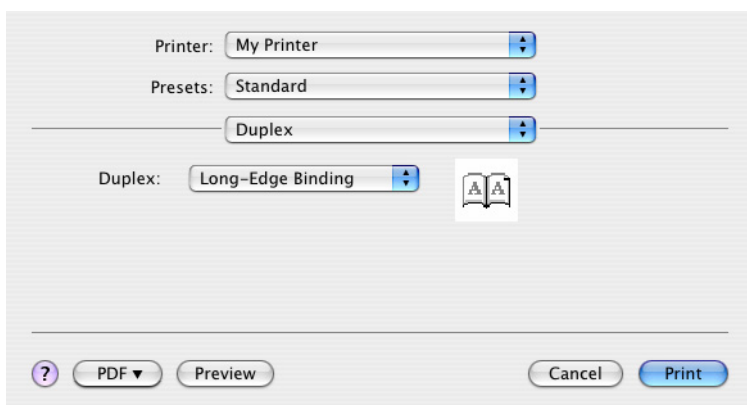 Printer: My Printer
Presets: Standard
Duplex
Duplex: Long-Edge Binding
A A
? PDF ▼ Preview Cancel Print